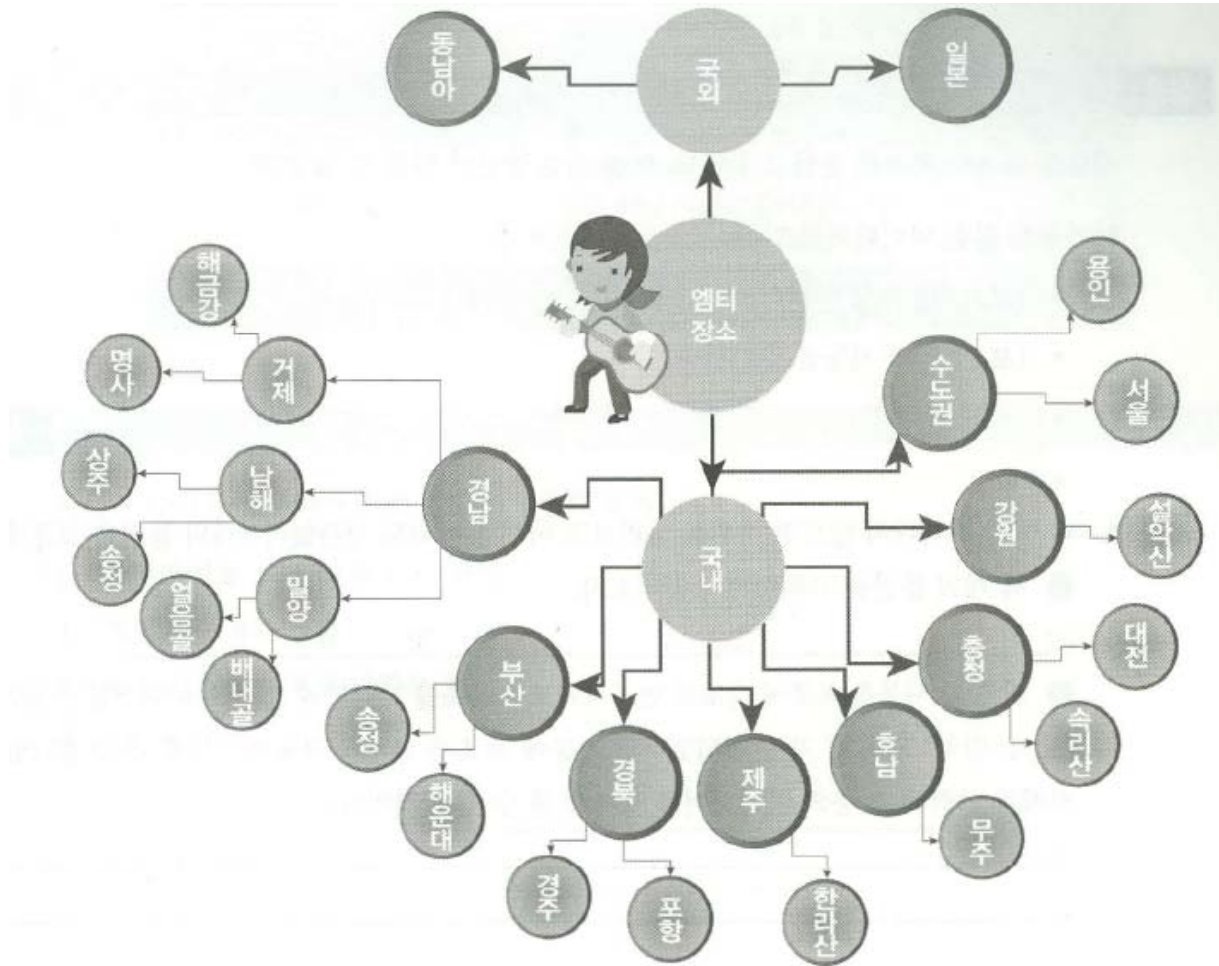 동남아
국외
일본
엠티
장소
해금강
거제
명사
상주
남해
송정
경남
얼음골
밀양
배내골
수도권
용인
서울
국내
강원
설악산
충청
대전
속리산
부산
송정
해운대
경북
경주
포항
제주
한라산
호남
무주